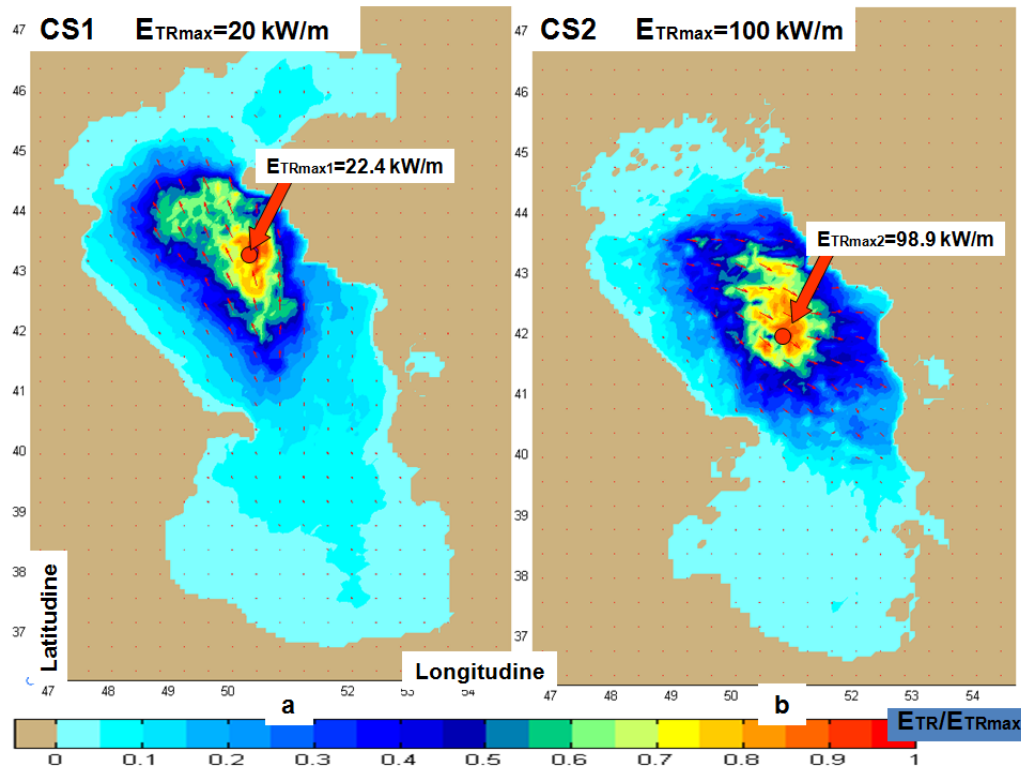 CS1 ETRmax=20 kW/m
CS2 ETRmax=100 kW/m
ETRmax1=22.4 kW/m
ETRmax2=98.9 kW/m
47
46
45
44
43
42
41
40
39
38
37
47
46
45
44
43
42
41
40
39
38
37
Latitudine
Longitudine
47 48 49 50 52 53 54
47 48 49 50 52 53 54
a
b
ETR/ETRmax
0 0.1 0.2 0.3 0.4 0.5 0.6 0.7 0.8 0.9 1